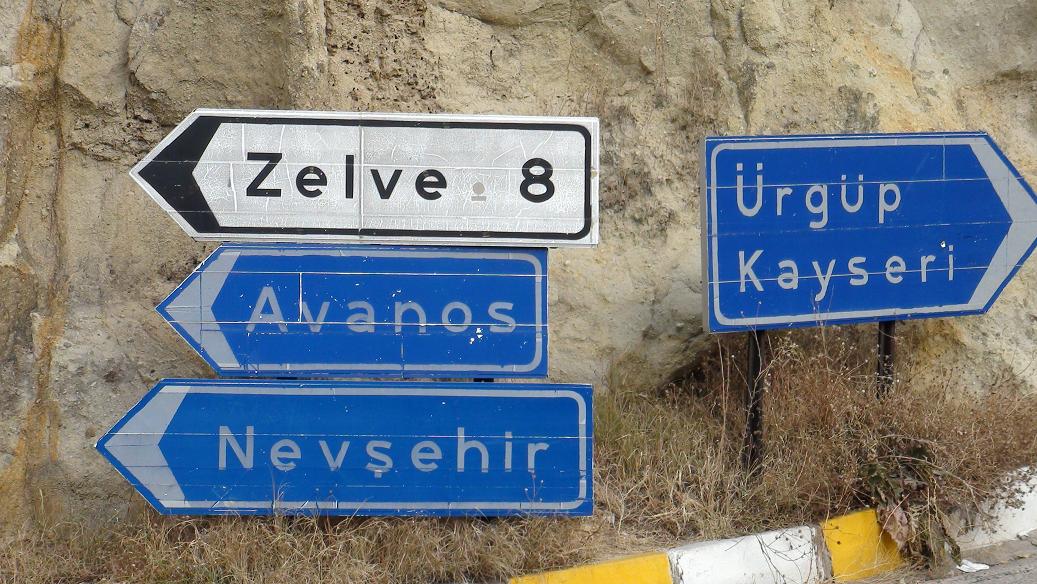 Zelve 8
Avanos
Nevşehir
Ürgüp
Kayseri